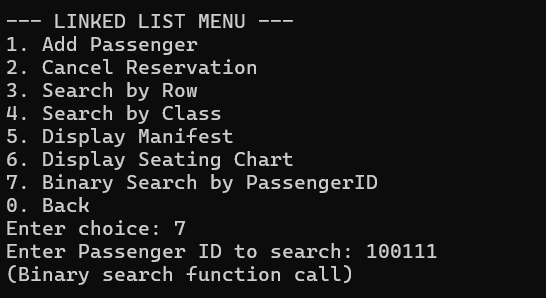 --- LINKED LIST MENU ---
1. Add Passenger
2. Cancel Reservation
3. Search by Row
4. Search by Class
5. Display Manifest
6. Display Seating Chart
7. Binary Search by PassengerID
0. Back
Enter choice: 7
Enter Passenger ID to search: 100111
(Binary search function call)